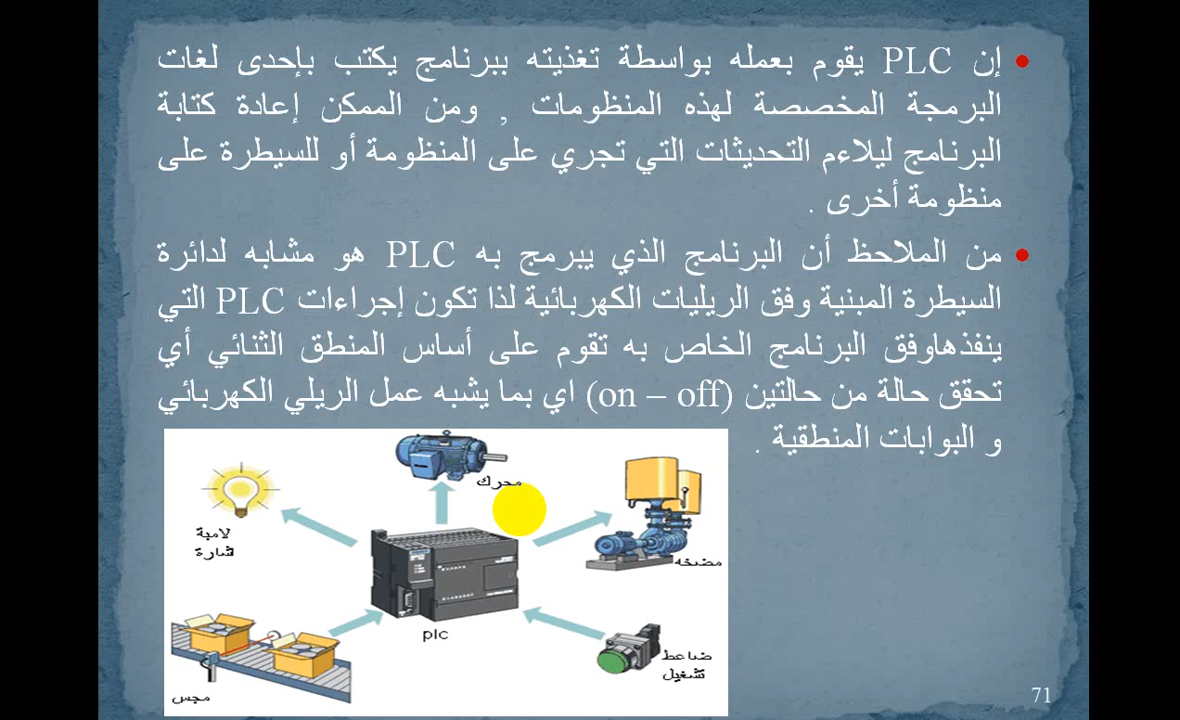 إن PLC يقوم بعمله بواسطة تغذيته ببرنامج يكتب بإحدى لغات
البرمجة المخصصة لهذه المنظومات , ومن الممكن إعادة كتابة
البرنامج ليلاءم التحديثات التي تجري على المنظومة أو للسيطرة على
منظومة أخرى .
من الملاحظ أن البرنامج الذي يبرمج به PLC هو مشابه لدائرة
السيطرة المبنية وفق الريليات الكهربائية لذا تكون إجراءات PLC التي
ينفذهاوفق البرنامج الخاص به تقوم على أساس المنطق الثنائي أي
تحقق حالة من حالتين (on – off) اي بما يشبه عمل الريلي الكهربائي
و البوابات المنطقية .
محرك
لامبة
اشارة
مضخه
plc
ضاغط
تشغيل
مجس
71